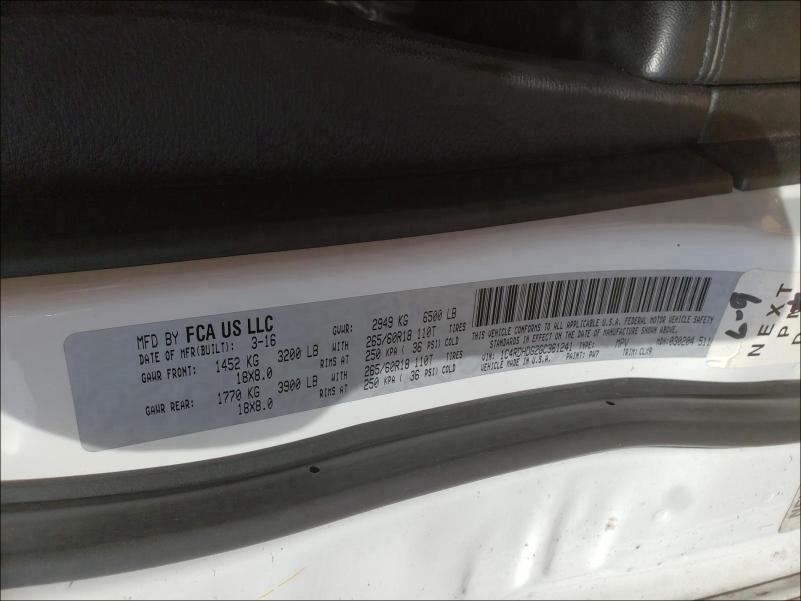 MFD BY FCA US LLC
DATE OF MFR(BUILT): 3-16 GVWR: 2949 KG 6500 LB
GAWR FRONT: 1452 KG 3200 LB WITH 265/60R18 110T TIRES
18X8.0 RIMS AT 250 KPA ( 36 PSI) COLD
GAWR REAR: 1770 KG 3900 LB WITH 265/60R18 110T TIRES
18X8.0 RIMS AT 250 KPA ( 36 PSI) COLD
THIS VEHICLE CONFORMS TO ALL APPLICABLE U.S.A. FEDERAL MOTOR VEHICLE SAFETY
STANDARDS IN EFFECT ON THE DATE OF MANUFACTURE SHOWN ABOVE.
VIN: TYPE: MPV MDH: 030204 511
VEHICLE MADE IN U.S.A. PAINT: PW7 TRIM: CLX9
6-9
NEXT